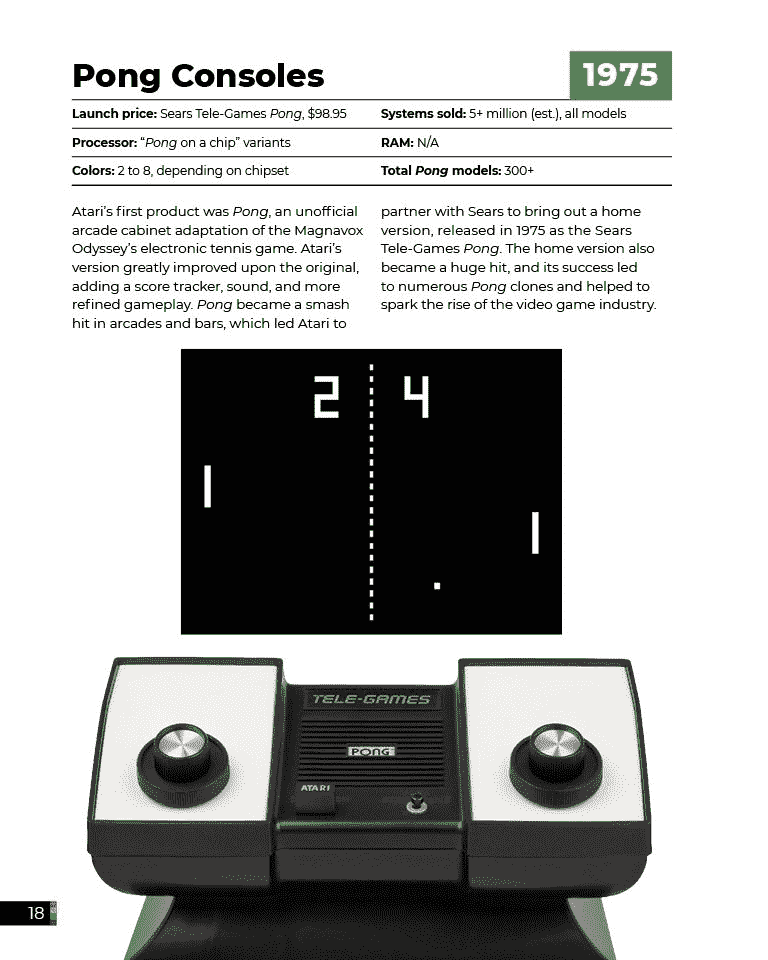 Pong Consoles
1975
Launch price: Sears Tele-Games Pong, $98.95
Systems sold: 5+ million (est.), all models
Processor: “Pong on a chip” variants
RAM: N/A
Colors: 2 to 8, depending on chipset
Total Pong models: 300+
Atari’s first product was Pong, an unofficial
arcade cabinet adaptation of the Magnavox
Odyssey’s electronic tennis game. Atari’s
version greatly improved upon the original,
adding a score tracker, sound, and more
refined gameplay. Pong became a smash
hit in arcades and bars, which led Atari to
partner with Sears to bring out a home
version, released in 1975 as the Sears
Tele-Games Pong. The home version also
became a huge hit, and its success led
to numerous Pong clones and helped to
spark the rise of the video game industry.
2 4
TELE-GAMES
PONG
ATARI
18